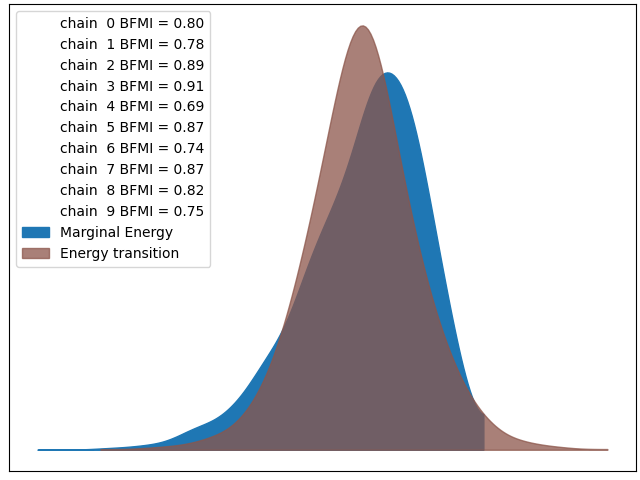 chain  0 BFMI = 0.80
chain  1 BFMI = 0.78
chain  2 BFMI = 0.89
chain  3 BFMI = 0.91
chain  4 BFMI = 0.69
chain  5 BFMI = 0.87
chain  6 BFMI = 0.74
chain  7 BFMI = 0.87
chain  8 BFMI = 0.82
chain  9 BFMI = 0.75
Marginal Energy
Energy transition